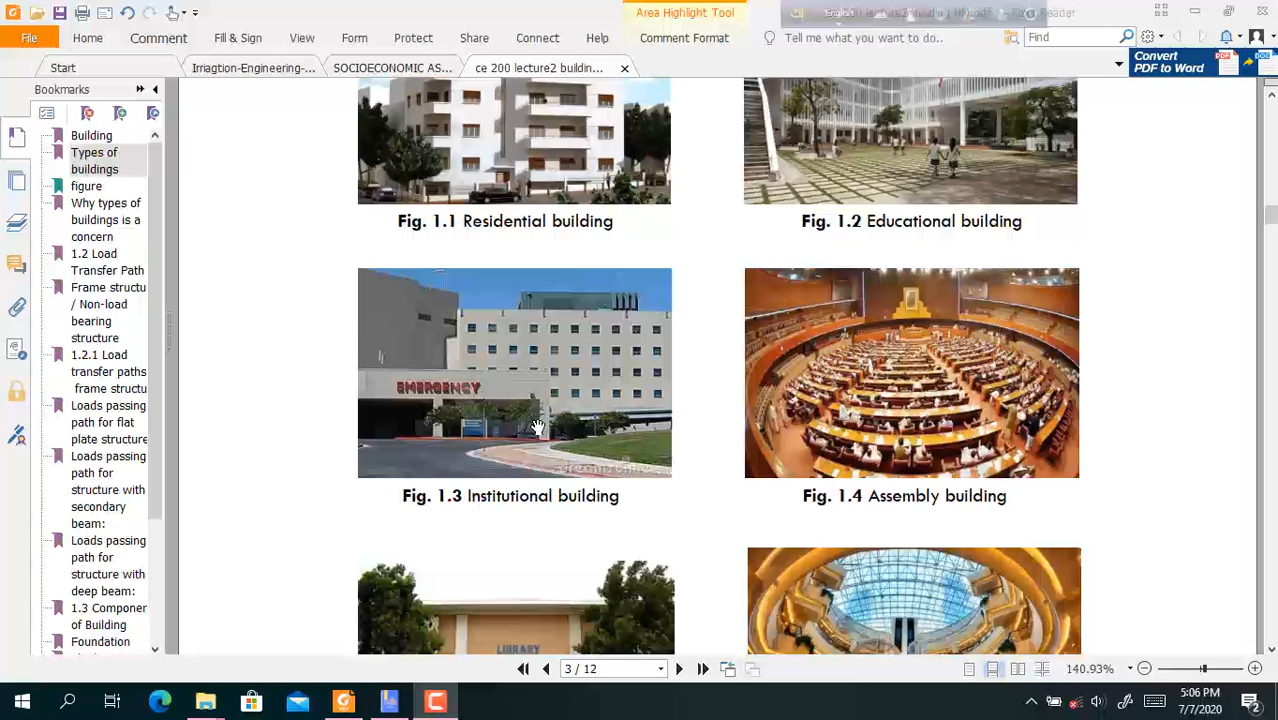 Area Highlight Tool
File
Home
Comment
Fill & Sign
View
Form
Protect
Share
Connect
Help
Comment Format
Tell me what you want to do..
Find
Start
Irriagtion-Engineering-...
SOCIOECONOMIC AS...
ce 200 lecture2 buildin...
Convert
PDF to Word
Bookmarks
Building
Types of
buildings
figure
Why types of
buildings is a
concern
1.2 Load
Transfer Path
Frame structu
/ Non-load
bearing
structure
1.2.1 Load
transfer paths
frame structu
Loads passing
path for flat
plate structure
Loads passing
path for
structure with
secondary
beam:
Loads passing
path for
structure with
deep beam:
1.3 Componer
of Building
Foundation
Fig. 1.1 Residential building
Fig. 1.2 Educational building
EMERGENCY
Fig. 1.3 Institutional building
Fig. 1.4 Assembly building
LIBRARY
3 / 12
140.93%
5:06 PM
7/7/2020
2